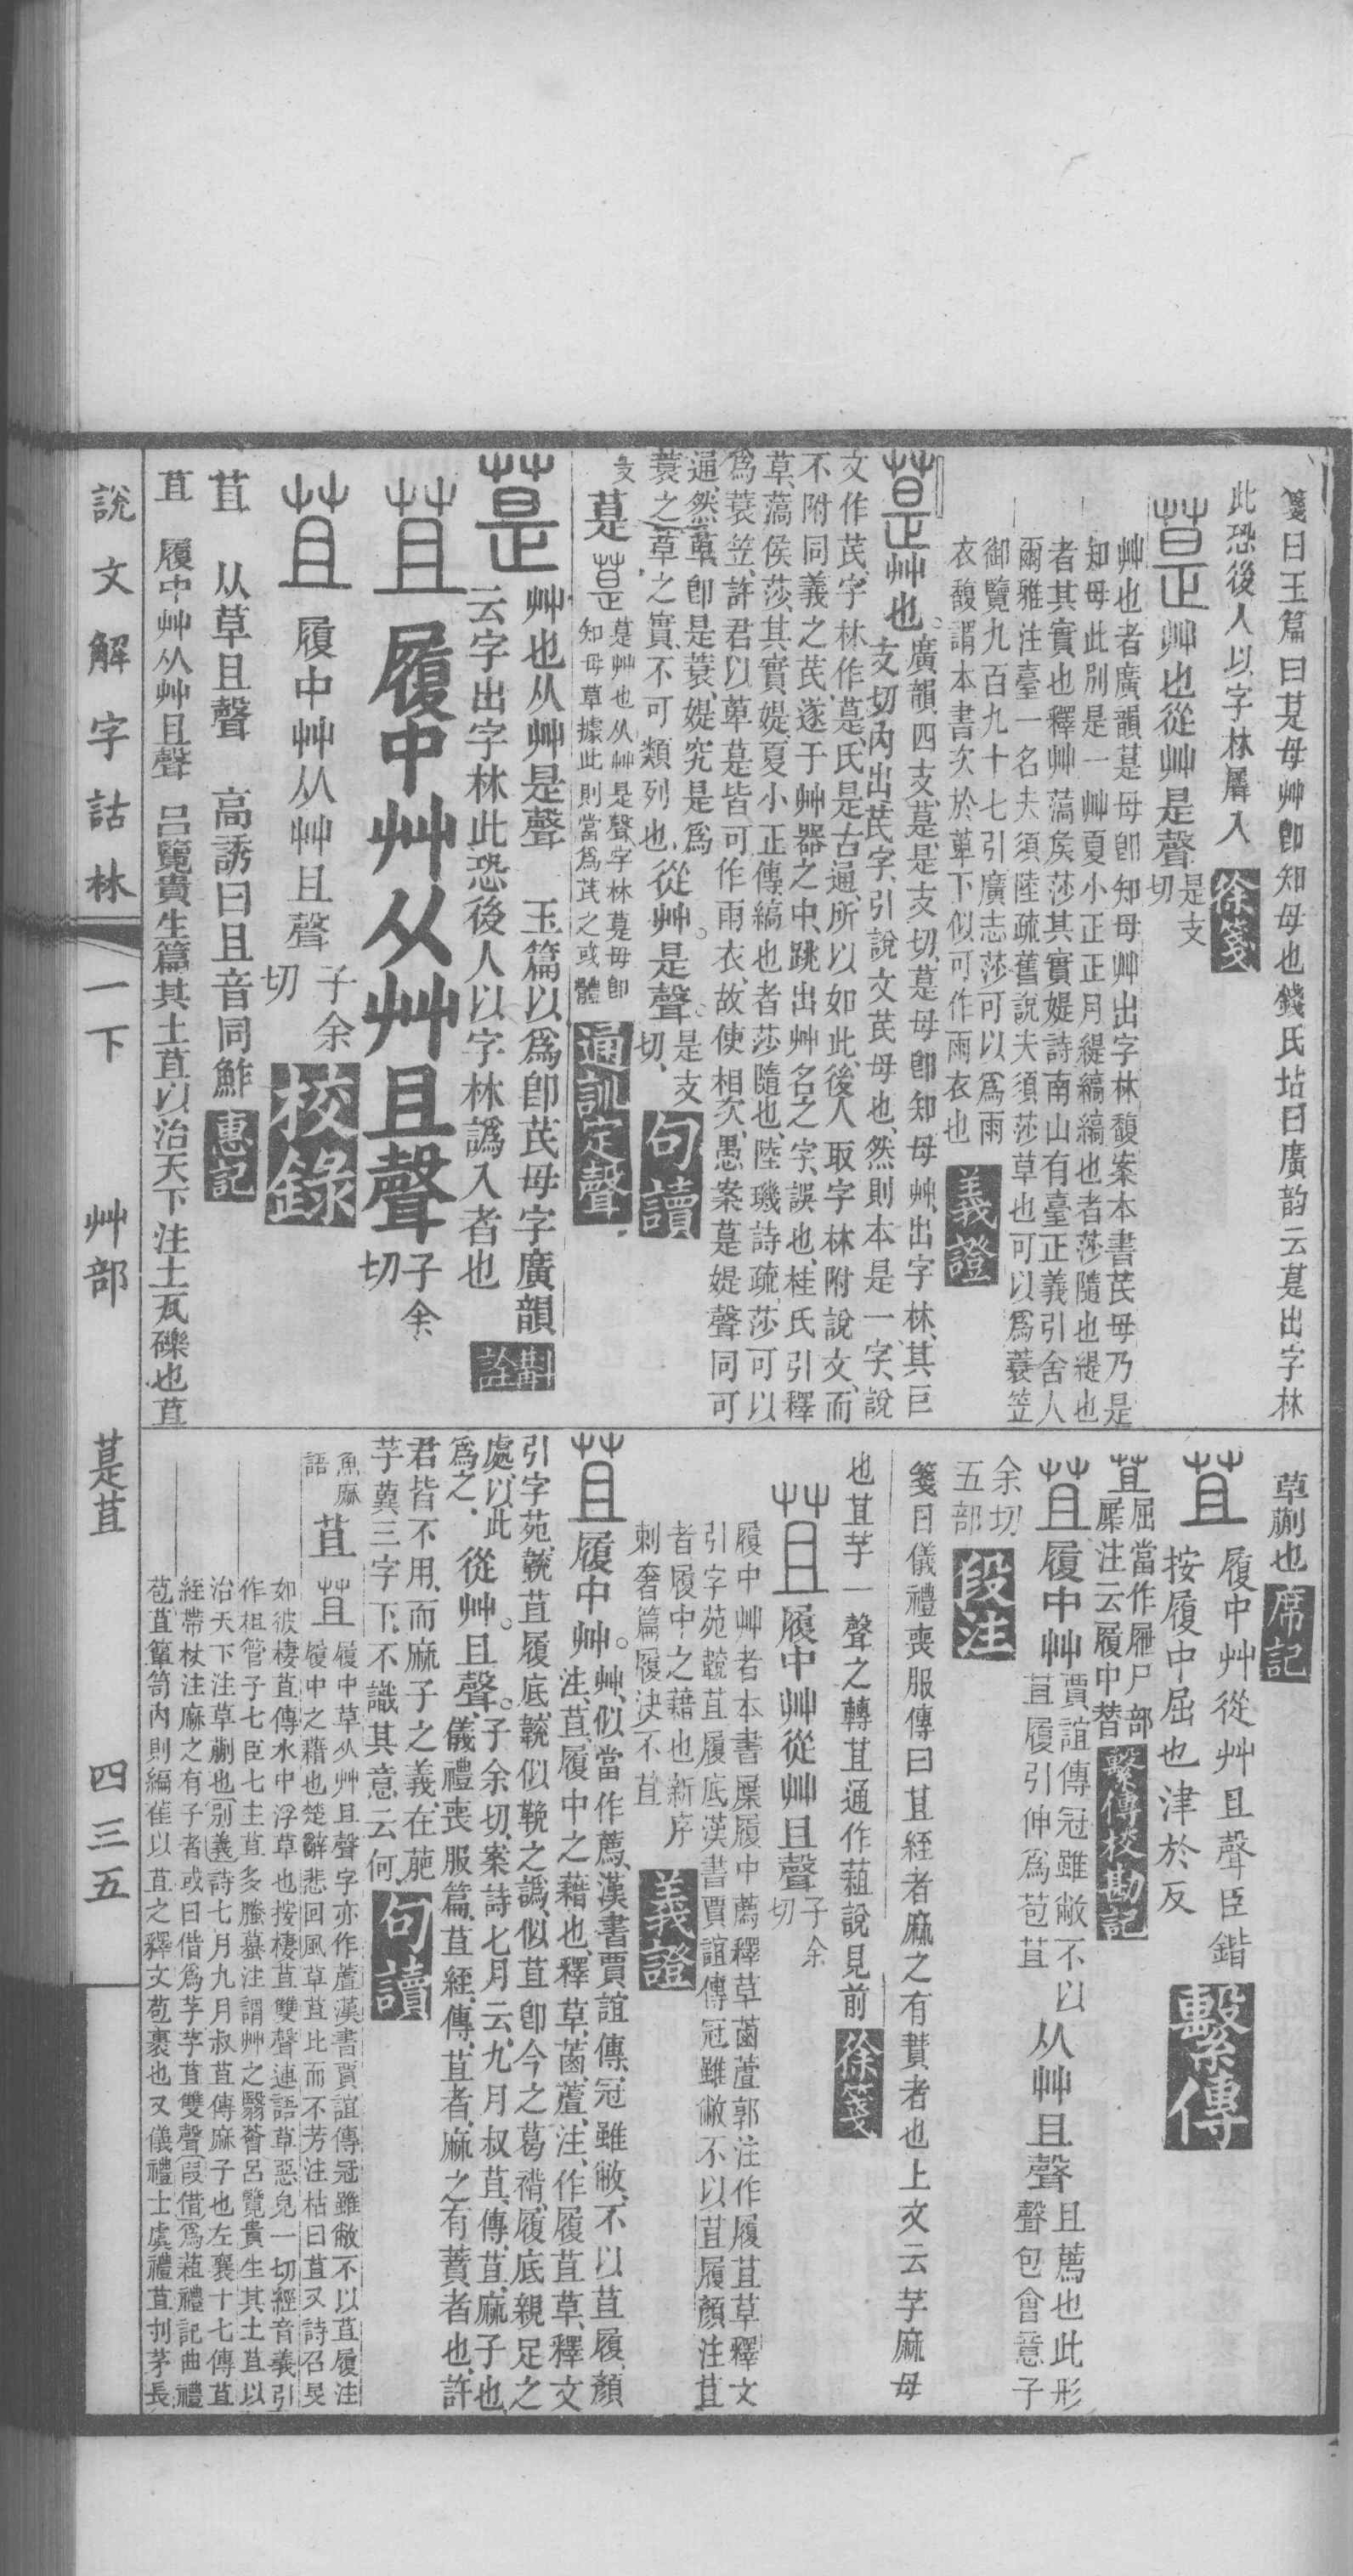 箋曰玉篇曰萁母艸卽知母也錢氏坫曰廣韵云萁出字林
此恐後人以字林羼入 徐箋
艸也從艸是聲是支切
艸也者廣韻莡母卽知母艸出字林馥案本書芪母乃是
知母此別是一艸夏小正正月緹縞縞也者莎隨也緹也
者其實也釋艸薃矦莎其實媞詩南山有臺正義引舍人
爾雅注臺一名夫須陸疏舊說夫須莎草也可以爲蓑笠
御覽九百九十七引廣志莎可以爲雨
衣馥謂本書次於萆下似可作雨衣也 義證
莡艸也。廣韻、四支、莡、是支切、莡母卽知母艸、出字林、其巨
支切內出芪字、引說文芪母也、然則本是一字、說
文作芪、字林作莡、氏是古通、所以如此、後人取字林附說文、而
不附同義之芪、遂于艸器之中、跳出艸名之字、誤也、桂氏引釋
草、薃侯莎、其實媞、夏小正傳、縞也者莎隨也、陸璣詩疏、莎可以
爲蓑笠、許君以萆莡皆可作雨衣、故使相次、愚案莡媞聲同可
通、然萆卽是蓑、媞究是爲
蓑之草之實、不可類列也 從艸。是聲。是支切、 句讀
支 莡 莡艸也从艸是聲字林莡母卽
知母草據此則當爲芪之或體 通訓定聲
莡 艸也从艸是聲 玉篇以爲卽芪母字廣韻
云字出字林此恐後人以字林譌入者也 斠詮
苴 履中艸从艸且聲子余切
苴 履中艸从艸且聲子余切 校錄
苴 从草且聲 高誘曰且音同鮓 惠記
苴 履中艸从艸且聲 呂覽貴生篇其土苴以治天下注土瓦礫也苴
草蒯也 席記
苴 履中艸從艸且聲臣鍇
按履中屈也津於反 繫傳
苴 屈當作屟尸部
屟注云履中替 繫傳校勘記
苴 履中艸 賈誼傳冠雖敝不以
苴履引伸爲苞苴 从艸且聲 且薦也此形
聲包會意子
余切
五部 段注
箋曰儀禮喪服傳曰苴絰者麻之有蕡者也上文云芓麻母
也苴芓一聲之轉苴通作蒩說見前 徐箋
苴 履中艸從艸且聲子余切
履中艸者本書屟履中薦釋草菡蘆郭注作履苴草釋文
引字苑䩕苴履底漢書賈誼傳冠雖敝不以苴履顏注苴
者履中之藉也新序
刺奢篇履決不苴 義證
苴 履中艸。艸、似當作薦、漢書賈誼傳、冠雖敝、不以苴履、顏
注、苴、履中之藉也、釋草、菡、蘆、注、作履苴草、釋文
引字苑、䩕苴履底、䩕似鞔之譌、似苴卽今之葛褙、履底親足之
處、以此
爲之、 從艸。且聲。子余切、案詩七月云、九月叔苴、傳、苴、麻子也、
儀禮喪服篇、苴絰、傳、苴者、麻之有蕡者也、許
君皆不用、而麻子之義、在葩
芓䔬三字下、不識其意云何、 句讀
魚麻
語 苴 苴 履中草从艸且聲字亦作蘆漢書賈誼傳冠雖敝不以苴履注
履中之藉也楚辭悲回風草苴比而不芳注枯曰苴又詩召旻
如彼棲苴傳水中浮草也按棲苴雙聲連語草惡皃一切經音義引
作柤管子七臣七主苴多螣蟇注謂艸之翳薈呂覽貴生其土苴以
治天下注草蒯也別義詩七月九月叔苴傳麻子也左襄十七傳苴
絰帶杖注麻之有子者或曰借爲芓芓苴雙聲叚借爲蒩禮記曲禮
苞苴簞笥內則編萑以苴之釋文苞裹也又儀禮士虞禮苴刌茅長
說文解字詁林 一下 艸部 莡苴 四三五